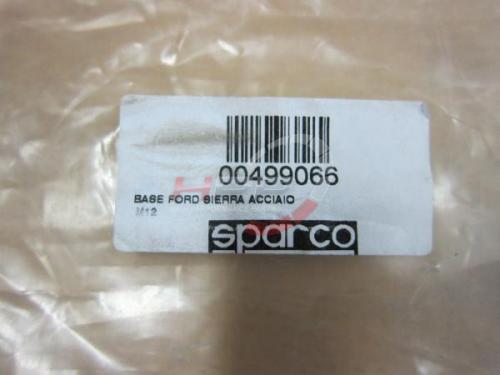 00499066
BASE FORD SIERRA ACCIAIO
M12
sparco